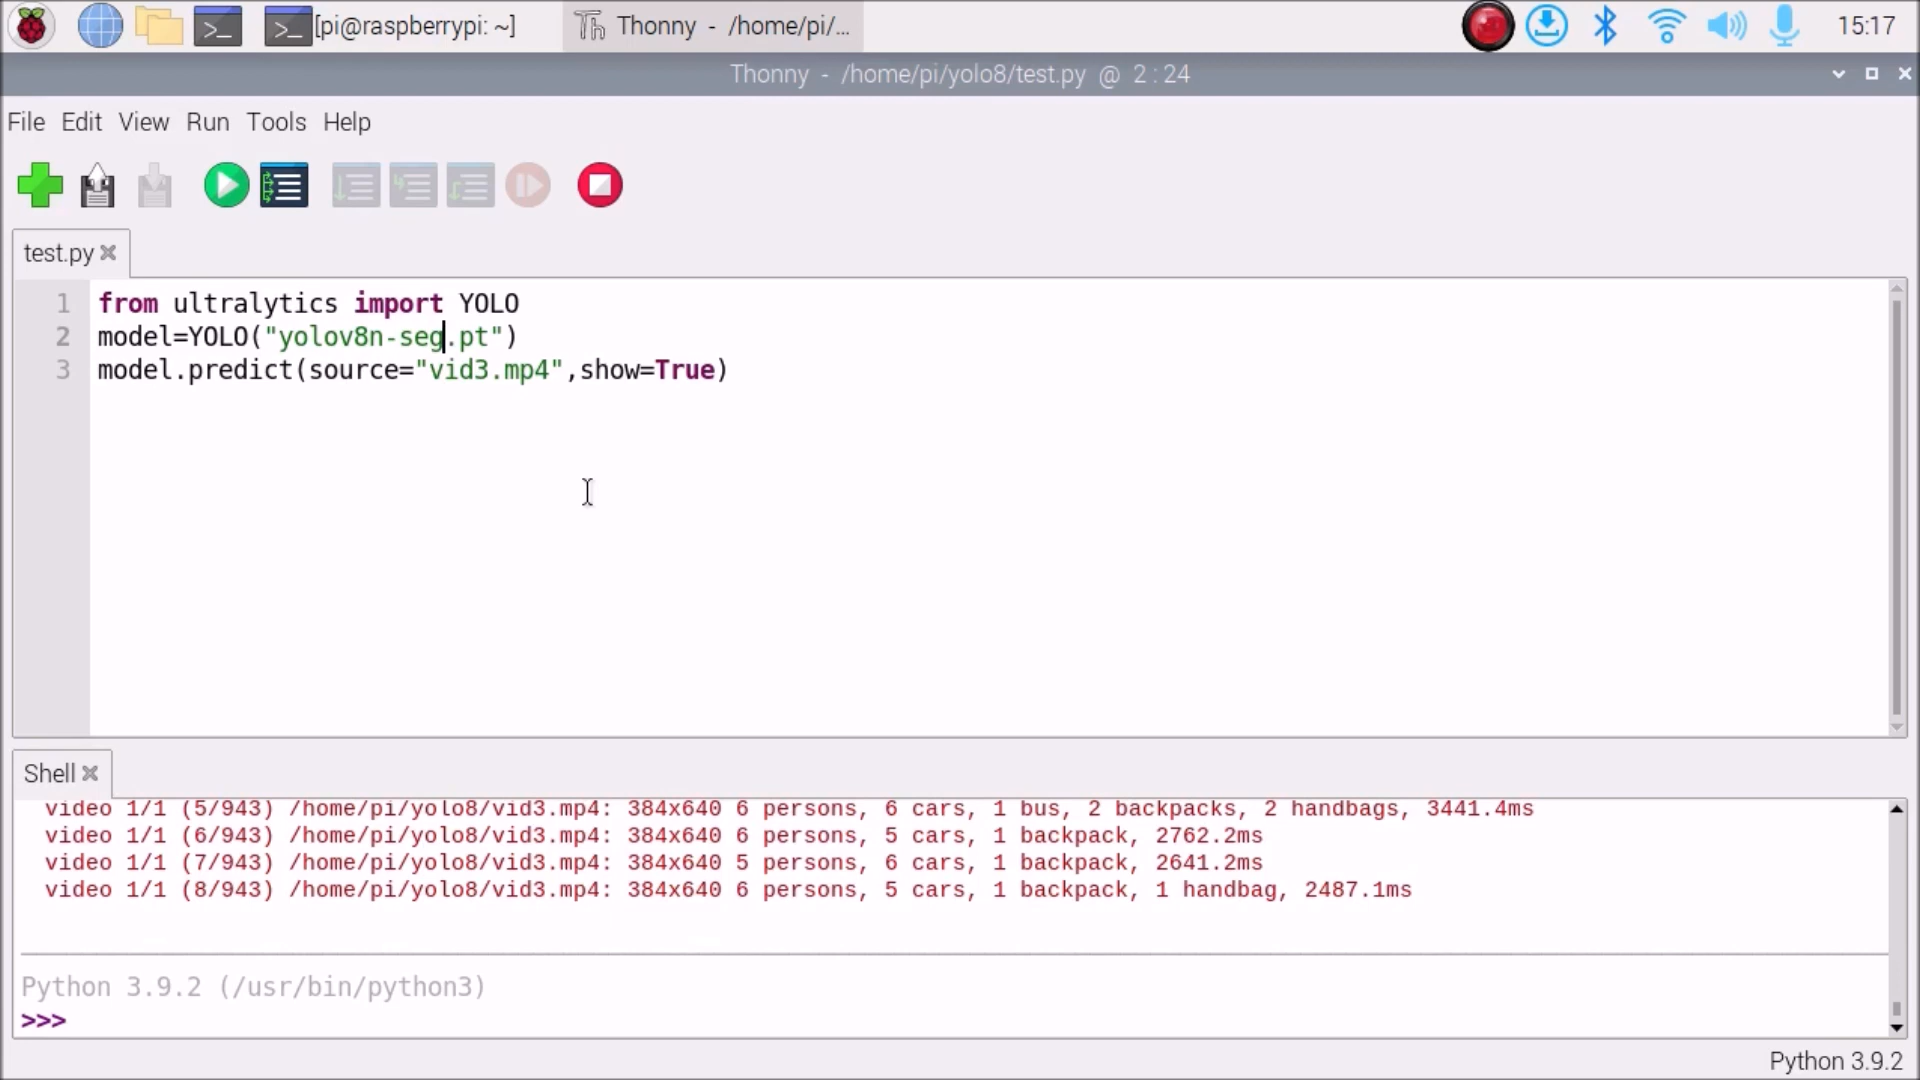 [pi@raspberrypi: ~]
Thonny - /home/pi/...
15:17
Thonny - /home/pi/yolo8/test.py @ 2:24
File Edit View Run Tools Help
test.py
1 from ultralytics import YOLO
2 model=YOLO("yolov8n-seg.pt")
3 model.predict(source="vid3.mp4",show=True)
Shell
video 1/1 (5/943) /home/pi/yolo8/vid3.mp4: 384x640 6 persons, 6 cars, 1 bus, 2 backpacks, 2 handbags, 3441.4ms
video 1/1 (6/943) /home/pi/yolo8/vid3.mp4: 384x640 6 persons, 5 cars, 1 backpack, 2762.2ms
video 1/1 (7/943) /home/pi/yolo8/vid3.mp4: 384x640 5 persons, 6 cars, 1 backpack, 2641.2ms
video 1/1 (8/943) /home/pi/yolo8/vid3.mp4: 384x640 6 persons, 5 cars, 1 backpack, 1 handbag, 2487.1ms
Python 3.9.2 (/usr/bin/python3)
>>>
Python 3.9.2